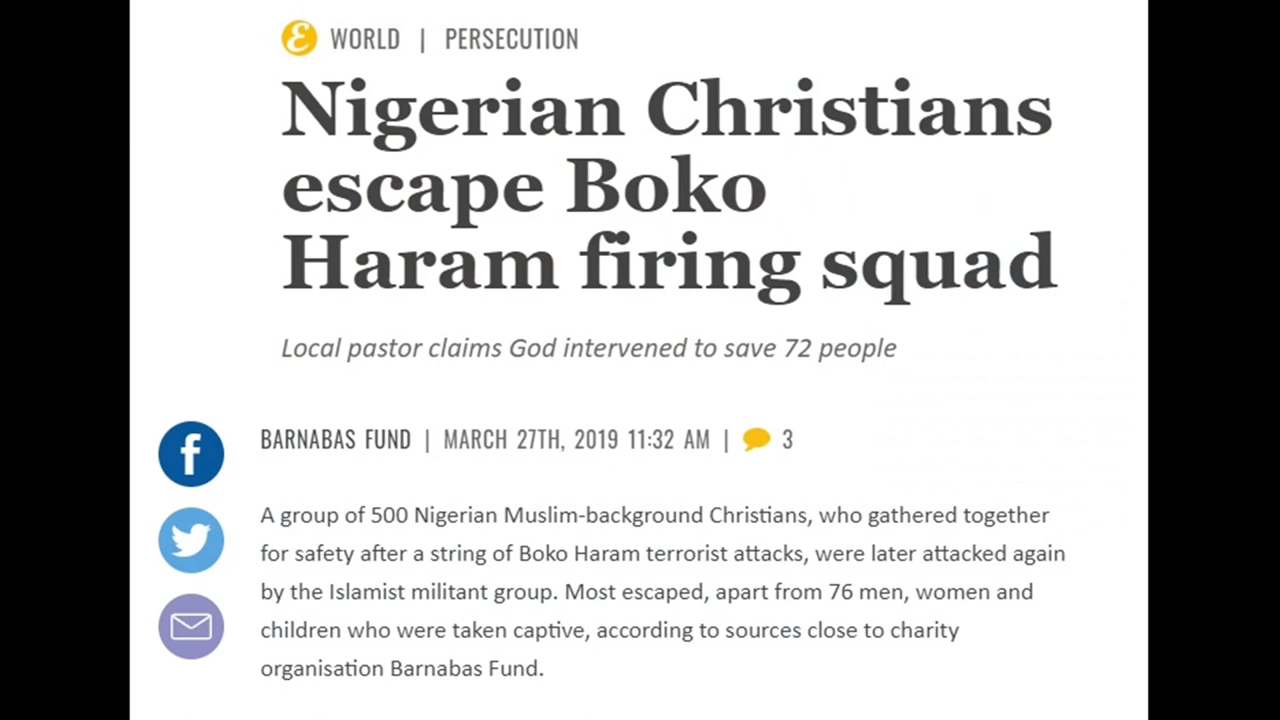 WORLD | PERSECUTION
Nigerian Christians
escape Boko
Haram firing squad
Local pastor claims God intervened to save 72 people
BARNABAS FUND | MARCH 27TH, 2019 11:32 AM | 3
A group of 500 Nigerian Muslim-background Christians, who gathered together
for safety after a string of Boko Haram terrorist attacks, were later attacked again
by the Islamist militant group. Most escaped, apart from 76 men, women and
children who were taken captive, according to sources close to charity
organisation Barnabas Fund.